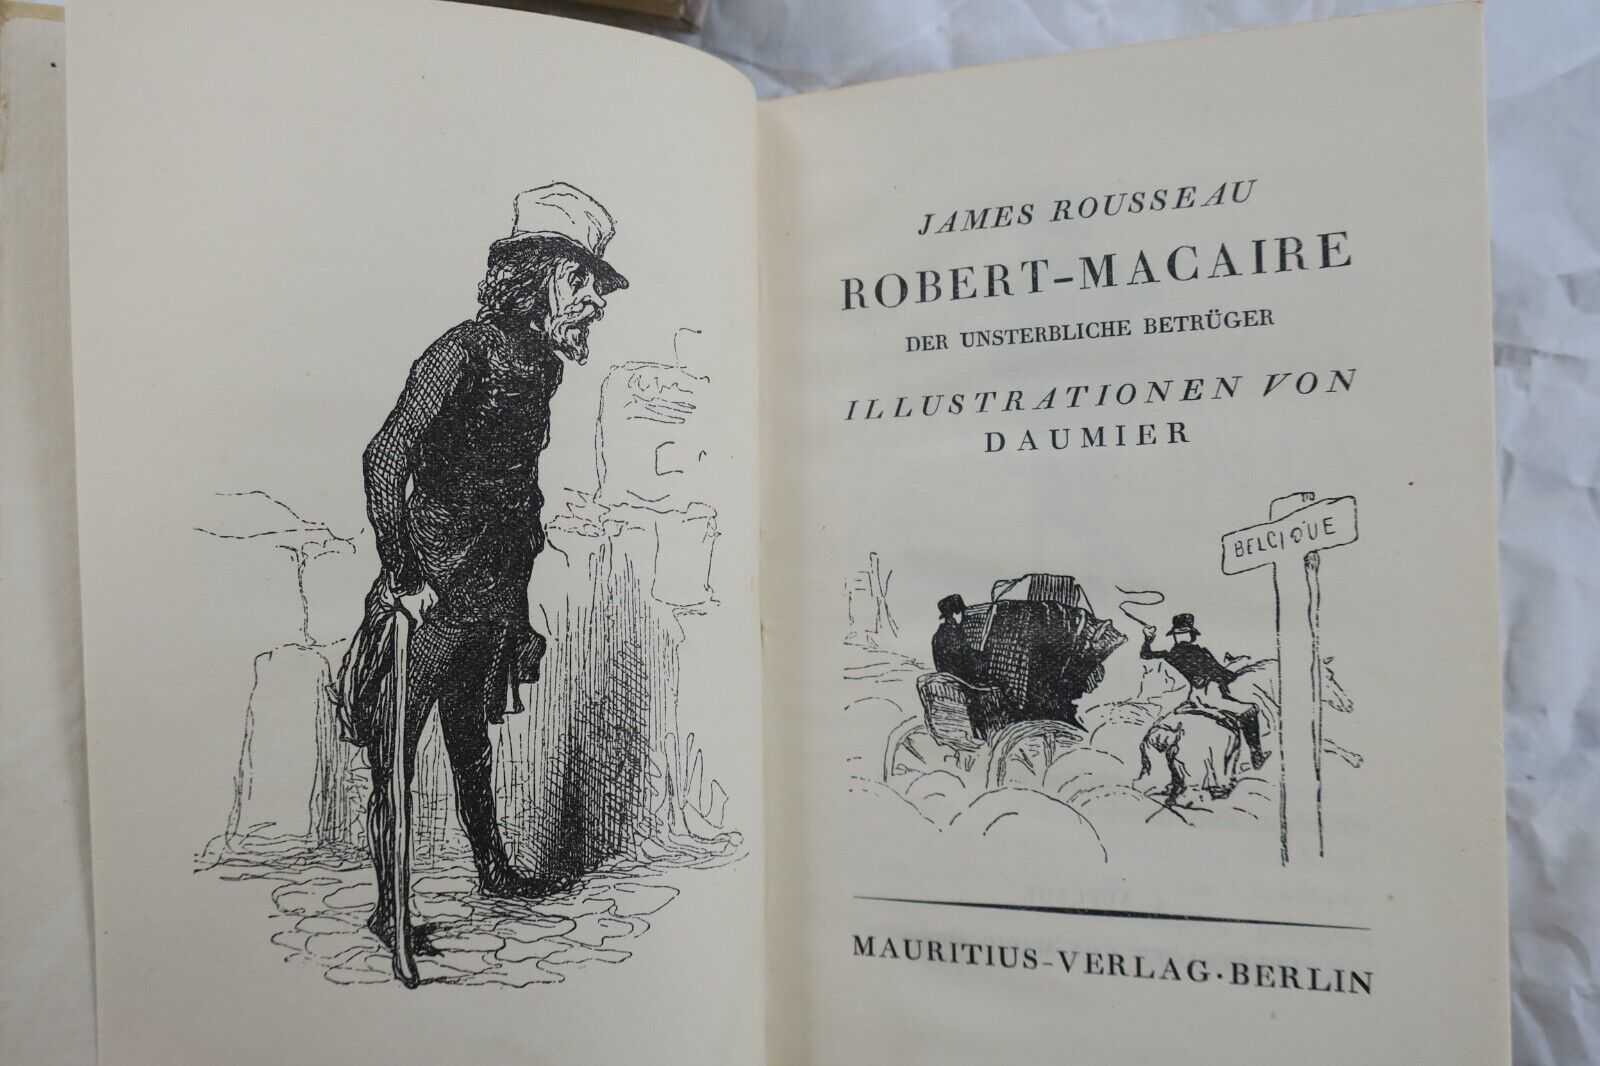 JAMES ROUSSEAU
ROBERT-MACAIRE
DER UNSTERBLICHE BETRÜGER
ILLUSTRATIONEN VON
DAUMIER
BELGIQUE
MAURITIUS-VERLAG·BERLIN